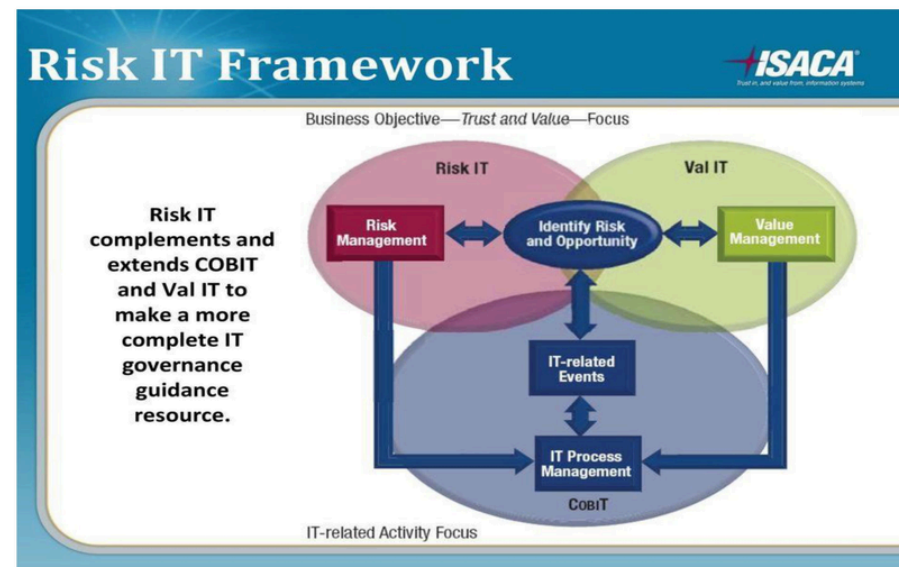 Risk IT Framework
ISACA®
Trust in, and value from, information systems
Business Objective—Trust and Value—Focus
Risk IT
Val IT
Risk IT
complements and
extends COBIT
and Val IT to
make a more
complete IT
governance
guidance
resource.
Risk
Management
Identify Risk
and Opportunity
Value
Management
IT-related
Events
IT Process
Management
COBIT
IT-related Activity Focus